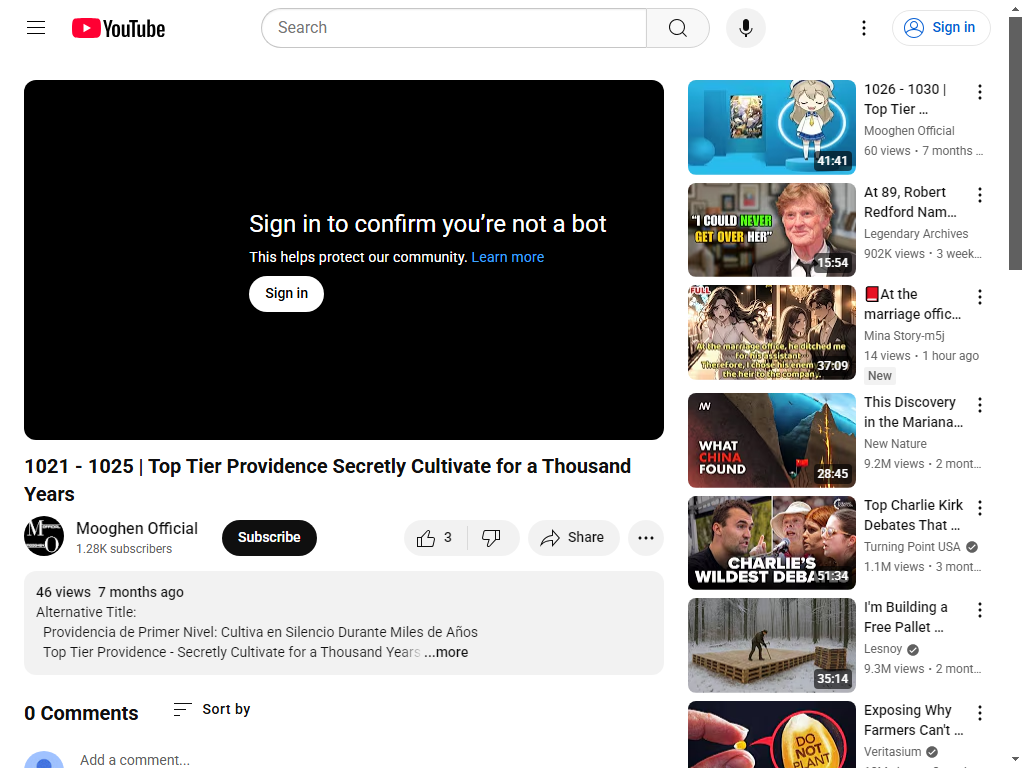 YouTube
Search
Sign in
Sign in to confirm you’re not a bot
This helps protect our community. Learn more
Sign in
1021 - 1025 | Top Tier Providence Secretly Cultivate for a Thousand
Years
Mooghen Official
1.28K subscribers
Subscribe
3
Share
46 views 7 months ago
Alternative Title:
Providencia de Primer Nivel: Cultiva en Silencio Durante Miles de Años
Top Tier Providence - Secretly Cultivate for a Thousand Years ...more
0 Comments
Sort by
Add a comment...
41:41
1026 - 1030 |
Top Tier ...
Mooghen Official
60 views • 7 months ...
"I COULD NEVER
GET OVER HER"
15:54
At 89, Robert
Redford Nam...
Legendary Archives
902K views • 3 week...
FULL
At the marriage office, he ditched me
for his assistant
Therefore, I chose his enemy
the heir to the company,..
37:09
At the
marriage offic...
Mina Story-m5j
14 views • 1 hour ago
New
WHAT
CHINA
FOUND
28:45
This Discovery
in the Mariana...
New Nature
9.2M views • 2 mont...
CHARLIE'S
WILDEST DEBATES
51:34
Top Charlie Kirk
Debates That ...
Turning Point USA
1.1M views • 3 mont...
35:14
I'm Building a
Free Pallet ...
Lesnoy
9.3M views • 2 mont...
DO
NOT
PLANT
Exposing Why
Farmers Can't ...
Veritasium